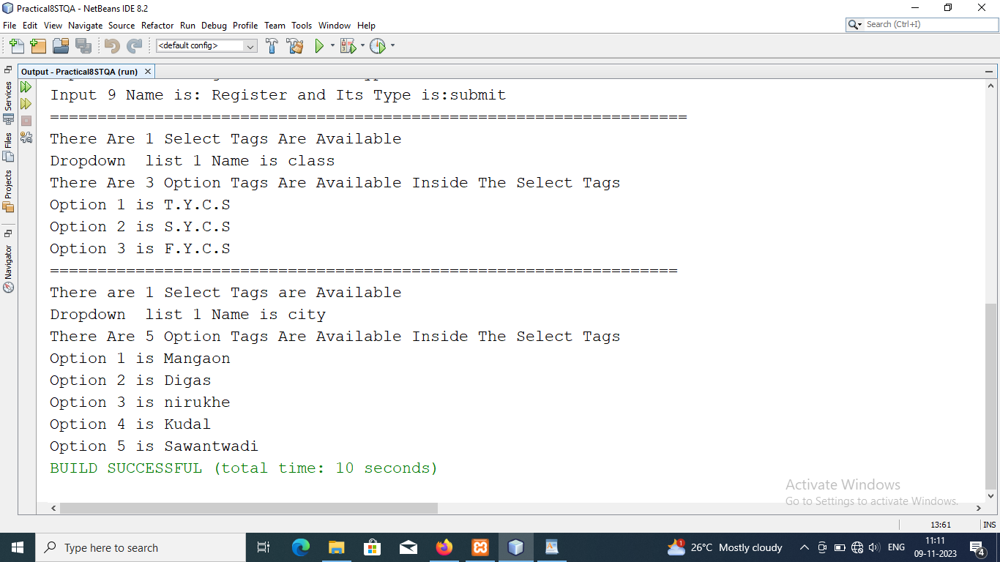 Practical8STQA - NetBeans IDE 8.2
File Edit View Navigate Source Refactor Run Debug Profile Team Tools Window Help
Search (Ctrl+I)
<default config>
Output - Practical8STQA (run)
Services
Files
Projects
Navigator
Input 9 Name is: Register and Its Type is:submit
===================================================================
There Are 1 Select Tags Are Available
Dropdown  list 1 Name is class
There Are 3 Option Tags Are Available Inside The Select Tags
Option 1 is T.Y.C.S
Option 2 is S.Y.C.S
Option 3 is F.Y.C.S
==================================================================
There are 1 Select Tags are Available
Dropdown  list 1 Name is city
There Are 5 Option Tags Are Available Inside The Select Tags
Option 1 is Mangaon
Option 2 is Digas
Option 3 is nirukhe
Option 4 is Kudal
Option 5 is Sawantwadi
BUILD SUCCESSFUL (total time: 10 seconds)
Activate Windows
Go to Settings to activate Windows.
13:61
INS
Type here to search
1
26°C Mostly cloudy
ENG
11:11
09-11-2023
4